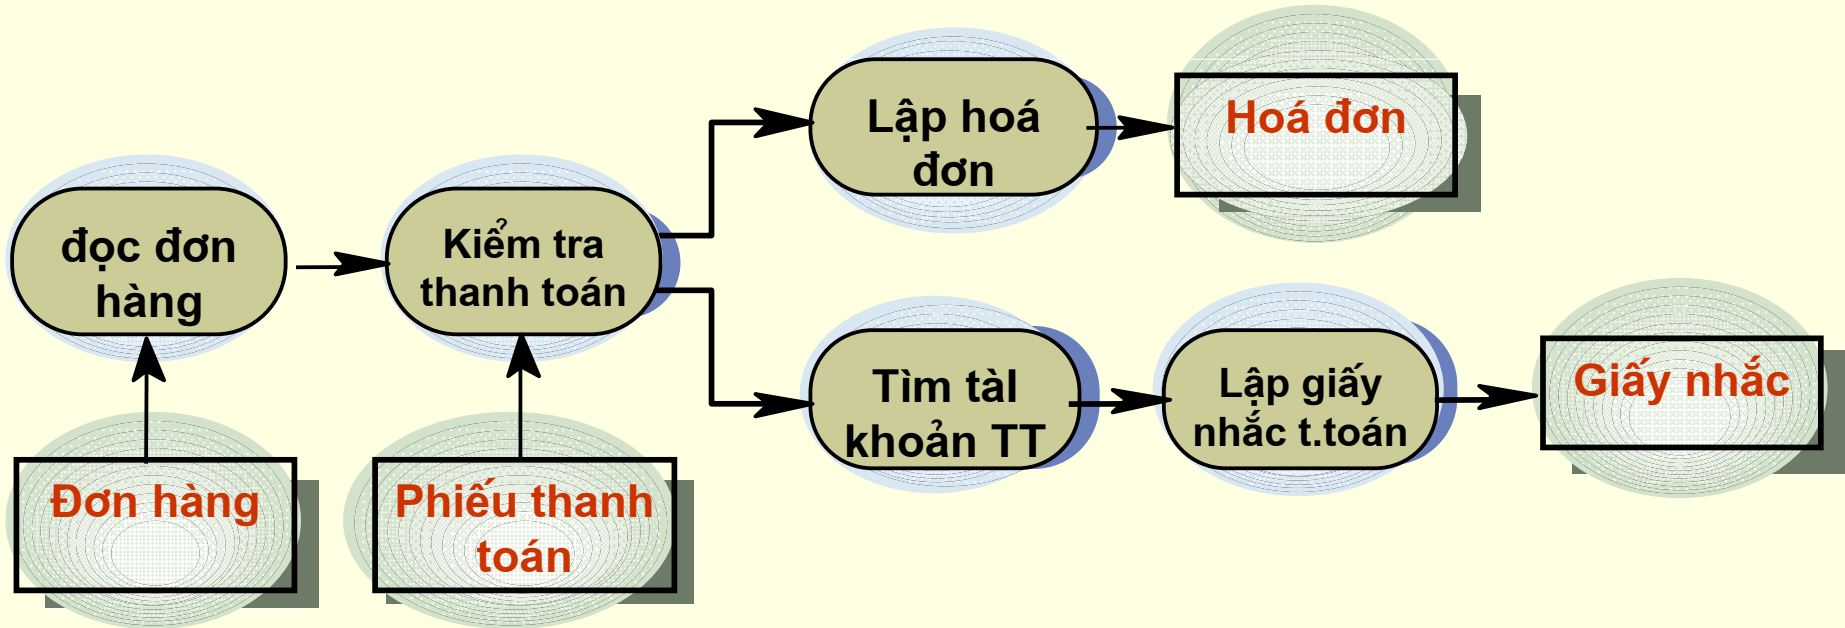 Lập hoá
đơn
Hoá đơn
đọc đơn
hàng
Kiểm tra
thanh toán
Tìm tàI
khoản TT
Lập giấy
nhắc t.toán
Giấy nhắc
Đơn hàng
Phiếu thanh
toán